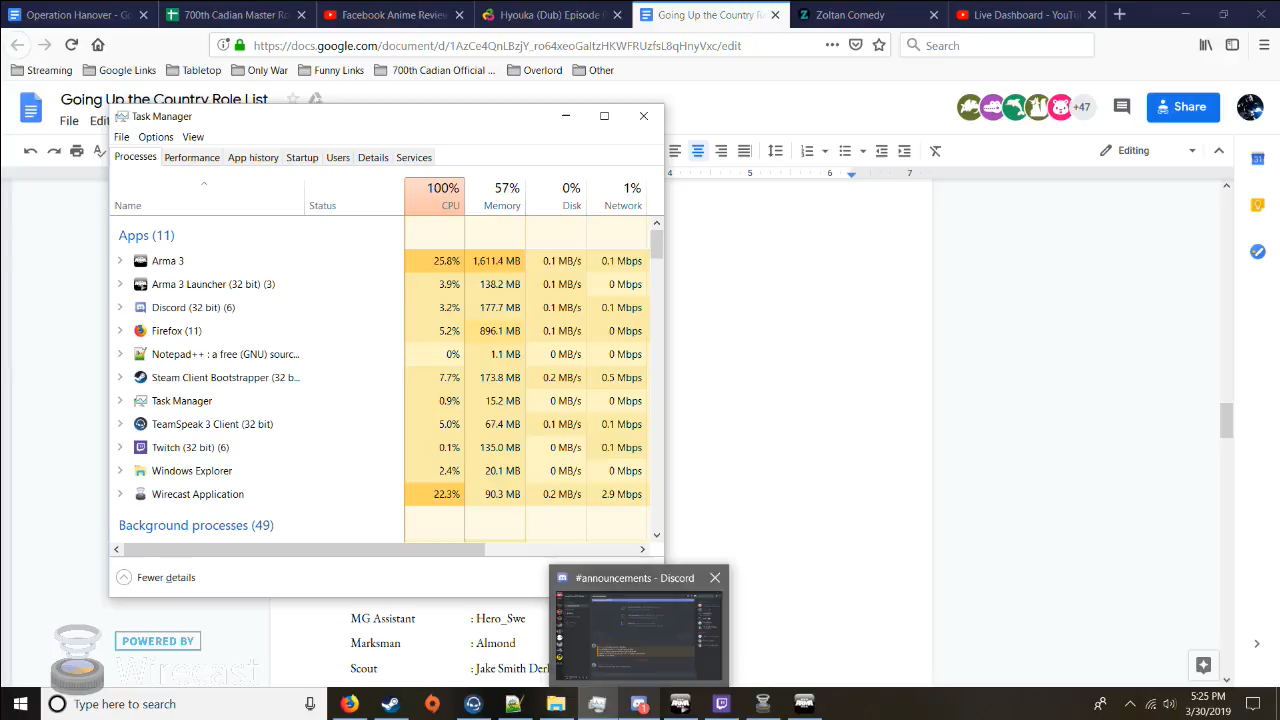 Operation Hanover - Goog
700th Cadian Master Ro
Facebook
Hyouka (Dub) Episode
Going Up the Country R
Zoltan Comedy
Live Dashboard - YouTu
Search
Streaming
Google Links
Tabletop
Only War
Funny Links
700th Cadian Official ...
Overlord
Other
Going Up the Country Role List
File
+47
Share
Task Manager
File Options View
Editing
Processes Performance App history Startup Users Details
4 5 6 7
100% 57% 0% 1%
Name Status CPU Memory Disk Network
Apps (11)
Arma 3 25.8% 1,611.4 MB 0.1 MB/s 0.1 Mbps
Arma 3 Launcher (32 bit) (3) 3.9% 138.2 MB 0.1 MB/s 0 Mbps
Discord (32 bit) (6) 3.2% 177.7 MB 0.1 MB/s 0.1 Mbps
Firefox (11) 5.2% 896.1 MB 0.1 MB/s 0 Mbps
Notepad++ : a free (GNU) sourc... 0% 1.1 MB 0 MB/s 0 Mbps
Steam Client Bootstrapper (32 b... 7.7% 173.8 MB 0.2 MB/s 0.5 Mbps
Task Manager 0.9% 15.2 MB 0 MB/s 0 Mbps
TeamSpeak 3 Client (32 bit) 5.0% 67.4 MB 0.1 MB/s 0.1 Mbps
Twitch (32 bit) (6) 0.1% 135.0 MB 0 MB/s 0 Mbps
Windows Explorer 2.4% 20.1 MB 0 MB/s 0 Mbps
Wirecast Application 22.3% 90.3 MB 0.2 MB/s 2.9 Mbps
Background processes (49)
Fewer details
#announcements - Discord
MG Assistant : Hero_Swe
Marksman : Almund
Scout : Jake Smith
POWERED BY
Type here to search
5:25 PM
3/30/2019